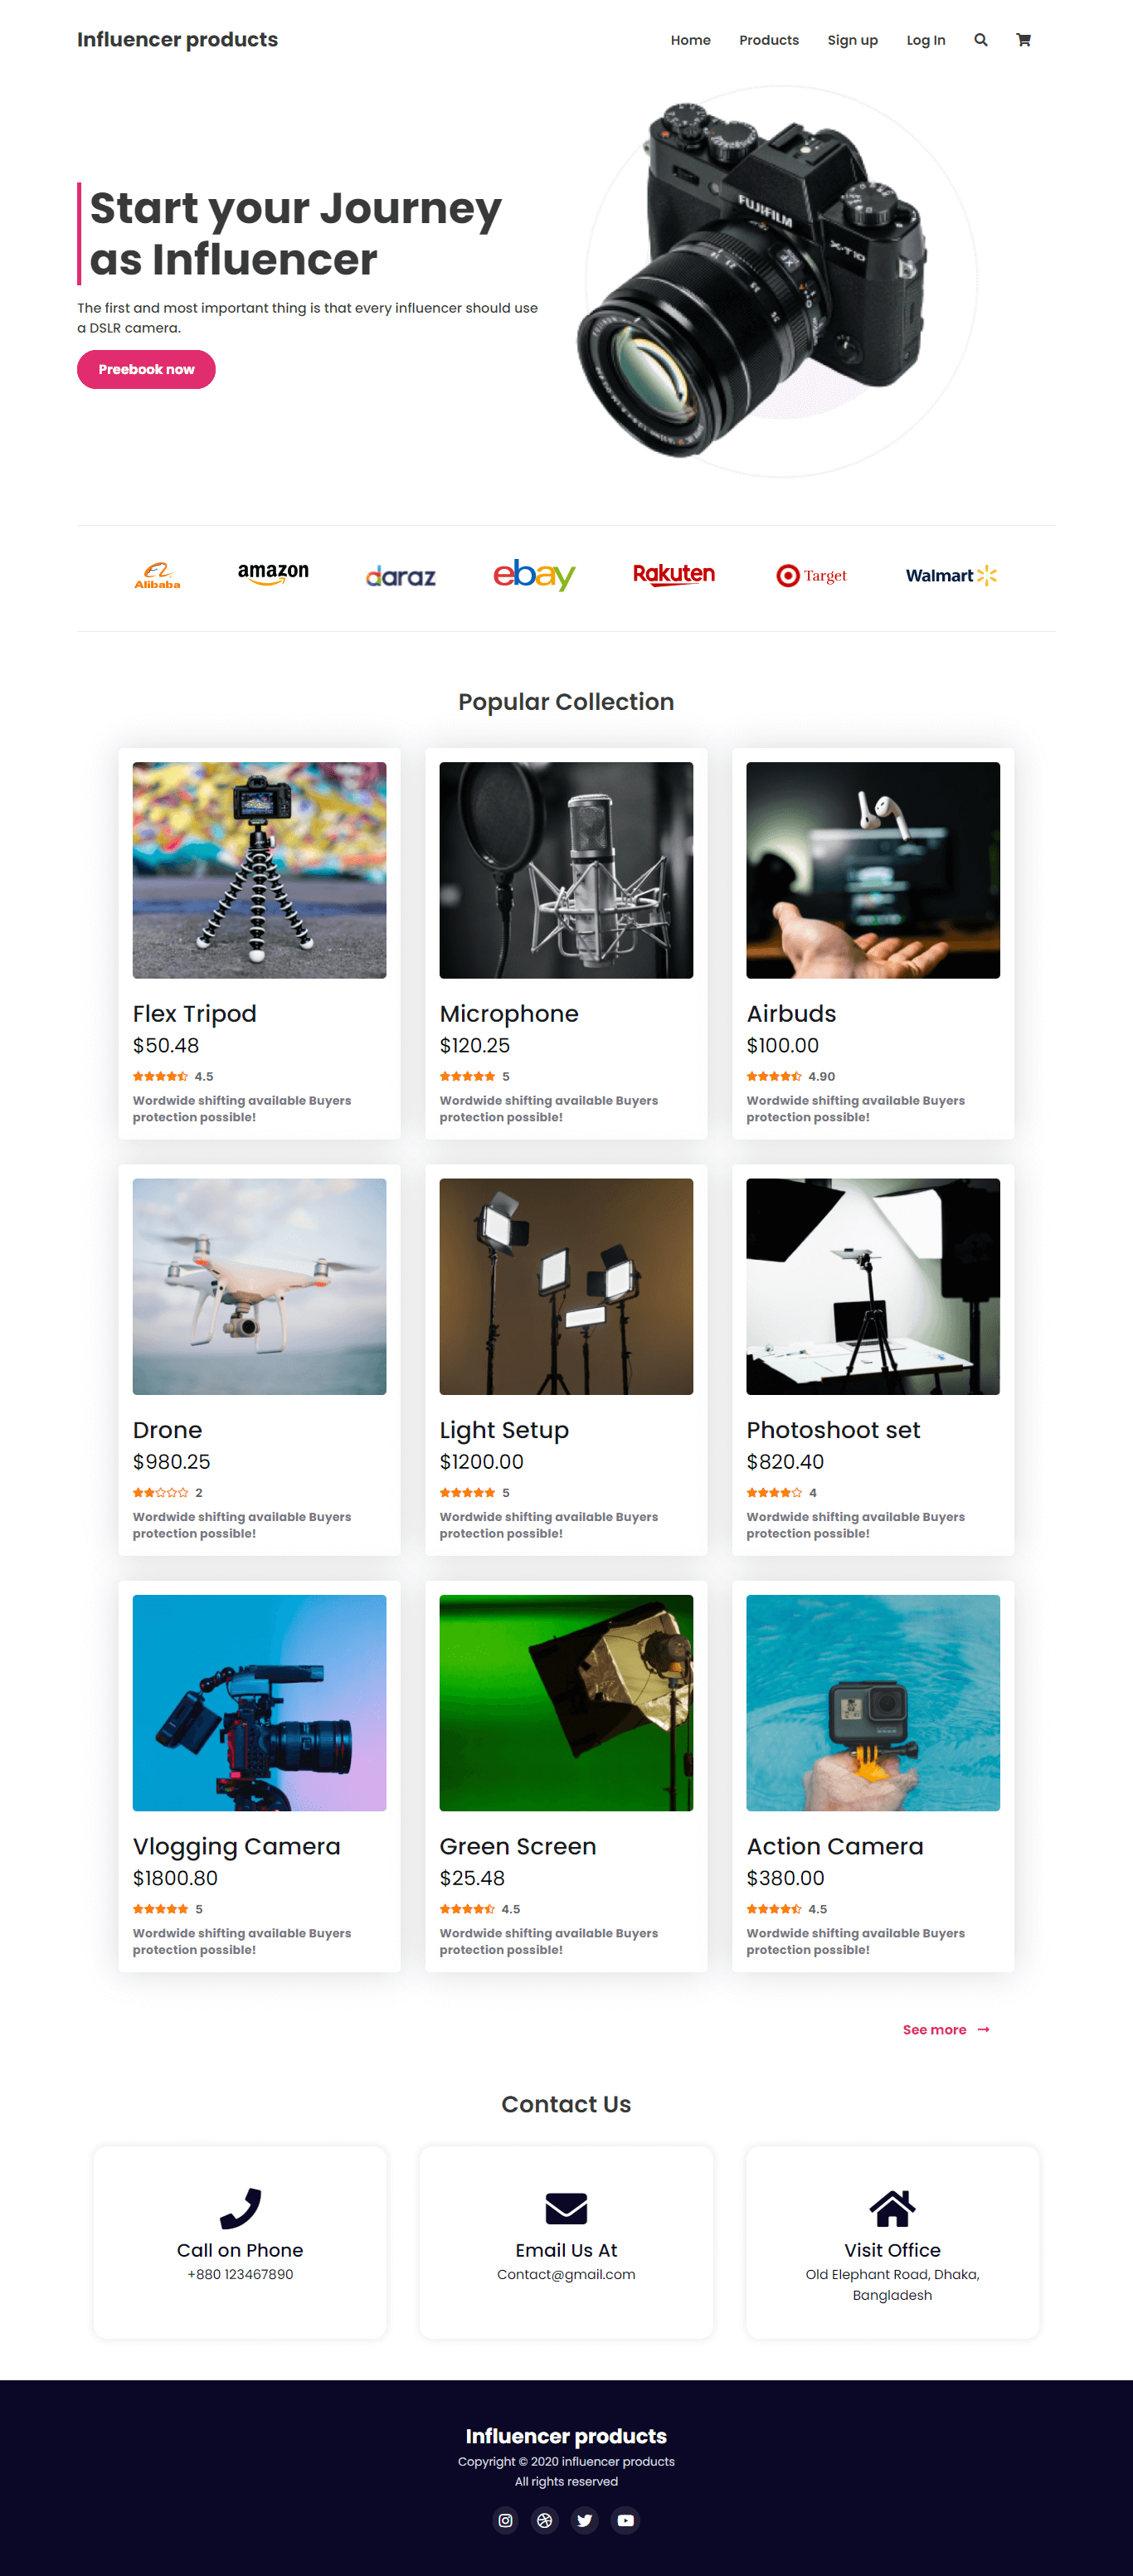 Influencer products
Home Products Sign up Log In
Start your Journey
as Influencer
The first and most important thing is that every influencer should use
a DSLR camera.
Preebook now
FUJIFILM
X-T10
Alibaba amazon daraz ebay Rakuten Target Walmart
Popular Collection
Flex Tripod
$50.48
4.5
Wordwide shifting available Buyers
protection possible!
Microphone
$120.25
5
Wordwide shifting available Buyers
protection possible!
Airbuds
$100.00
4.90
Wordwide shifting available Buyers
protection possible!
Drone
$980.25
2
Wordwide shifting available Buyers
protection possible!
Light Setup
$1200.00
5
Wordwide shifting available Buyers
protection possible!
Photoshoot set
$820.40
4
Wordwide shifting available Buyers
protection possible!
Vlogging Camera
$1800.80
5
Wordwide shifting available Buyers
protection possible!
Green Screen
$25.48
4.5
Wordwide shifting available Buyers
protection possible!
Action Camera
$380.00
4.5
Wordwide shifting available Buyers
protection possible!
See more
Contact Us
Call on Phone
+880 123467890
Email Us At
Contact@gmail.com
Visit Office
Old Elephant Road, Dhaka,
Bangladesh
Influencer products
Copyright © 2020 influencer products
All rights reserved